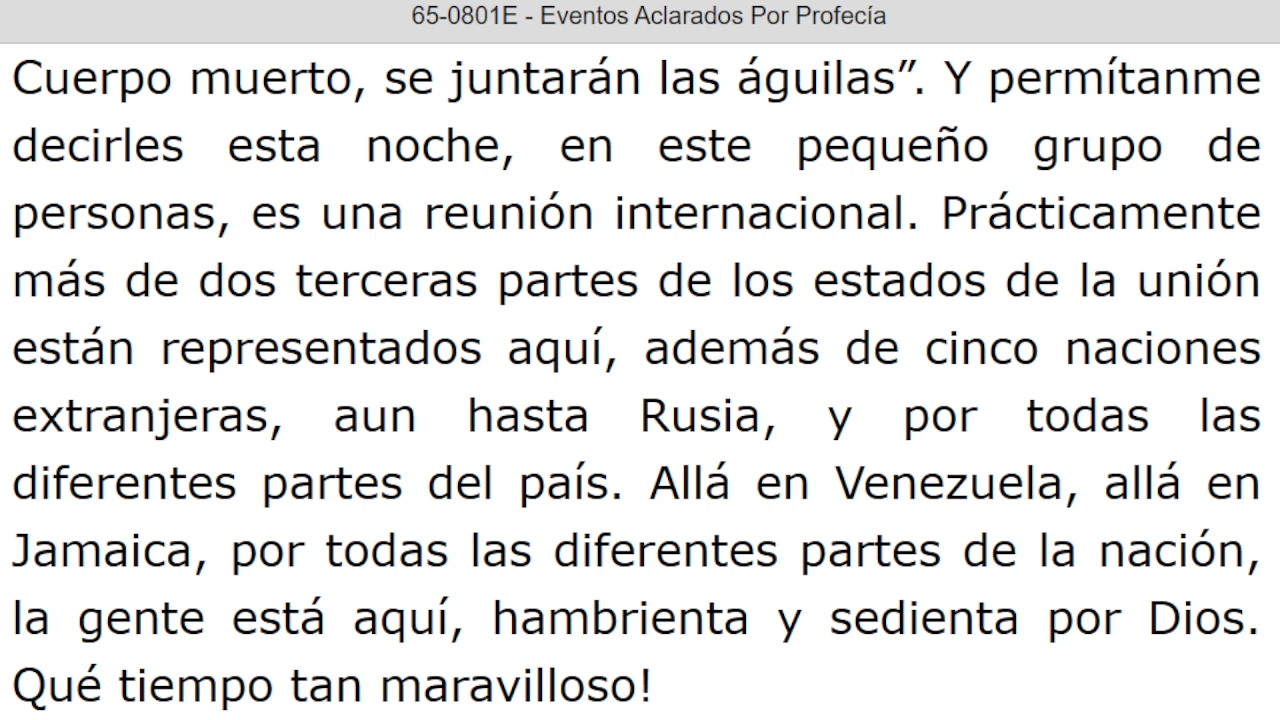 65-0801E - Eventos Aclarados Por Profecía
Cuerpo muerto, se juntarán las águilas”. Y permítanme
decirles esta noche, en este pequeño grupo de
personas, es una reunión internacional. Prácticamente
más de dos terceras partes de los estados de la unión
están representados aquí, además de cinco naciones
extranjeras, aun hasta Rusia, y por todas las
diferentes partes del país. Allá en Venezuela, allá en
Jamaica, por todas las diferentes partes de la nación,
la gente está aquí, hambrienta y sedienta por Dios.
Qué tiempo tan maravilloso!